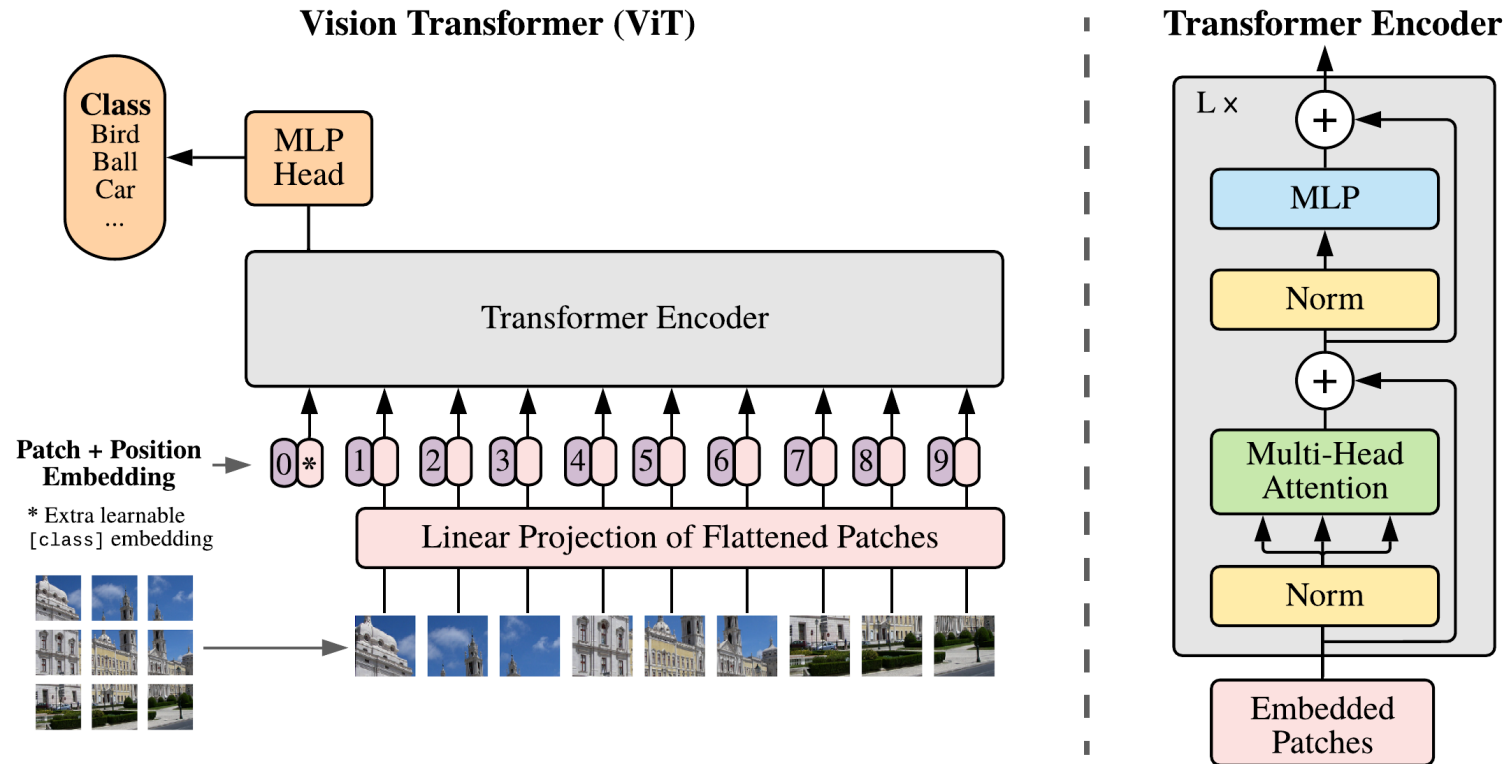 Vision Transformer (ViT)
Class
Bird
Ball
Car
...
MLP
Head
Transformer Encoder
Patch + Position
Embedding
0 * 1 2 3 4 5 6 7 8 9
* Extra learnable
[class] embedding
Linear Projection of Flattened Patches
Transformer Encoder
L ×
+
MLP
Norm
+
Multi-Head
Attention
Norm
Embedded
Patches